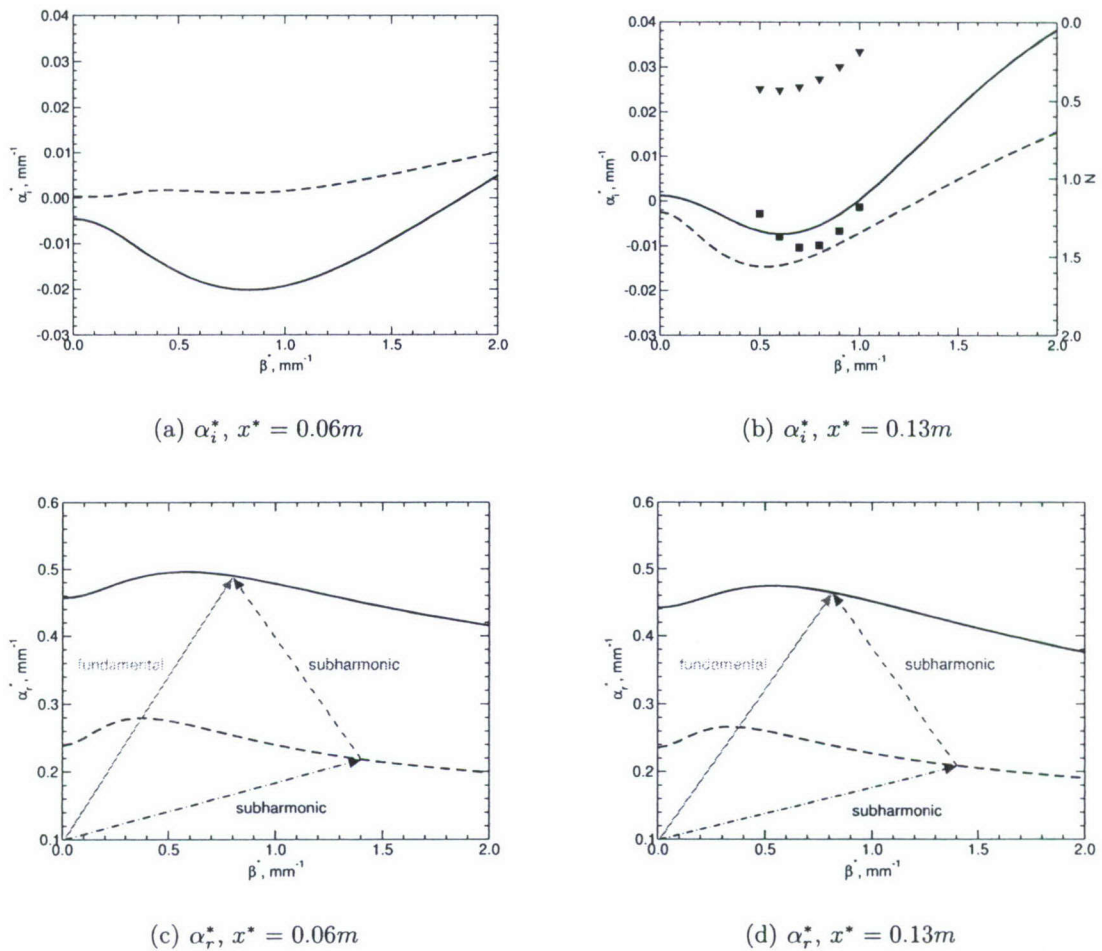 0.04
0.03
0.02
0.01
0.00
-0.01
-0.02
-0.03
α*i, mm-1
0.0 0.5 1.0 1.5 2.0
β*, mm-1
(a) α*i, x* = 0.06m
0.04
0.03
0.02
0.01
0
-0.01
-0.02
-0.03
α*i, mm-1
0.0 0.5 1.0 1.5 2.0
β*, mm-1
0.0
0.5
1.0
1.5
2.0
N
(b) α*i, x* = 0.13m
0.6
0.5
0.4
0.3
0.2
0.1
α*r, mm-1
fundamental
subharmonic
subharmonic
0.0 0.5 1.0 1.5 2.0
β*, mm-1
(c) α*r, x* = 0.06m
0.6
0.5
0.4
0.3
0.2
0.1
α*r, mm-1
fundamental
subharmonic
subharmonic
0.0 0.5 1.0 1.5 2.0
β*, mm-1
(d) α*r, x* = 0.13m